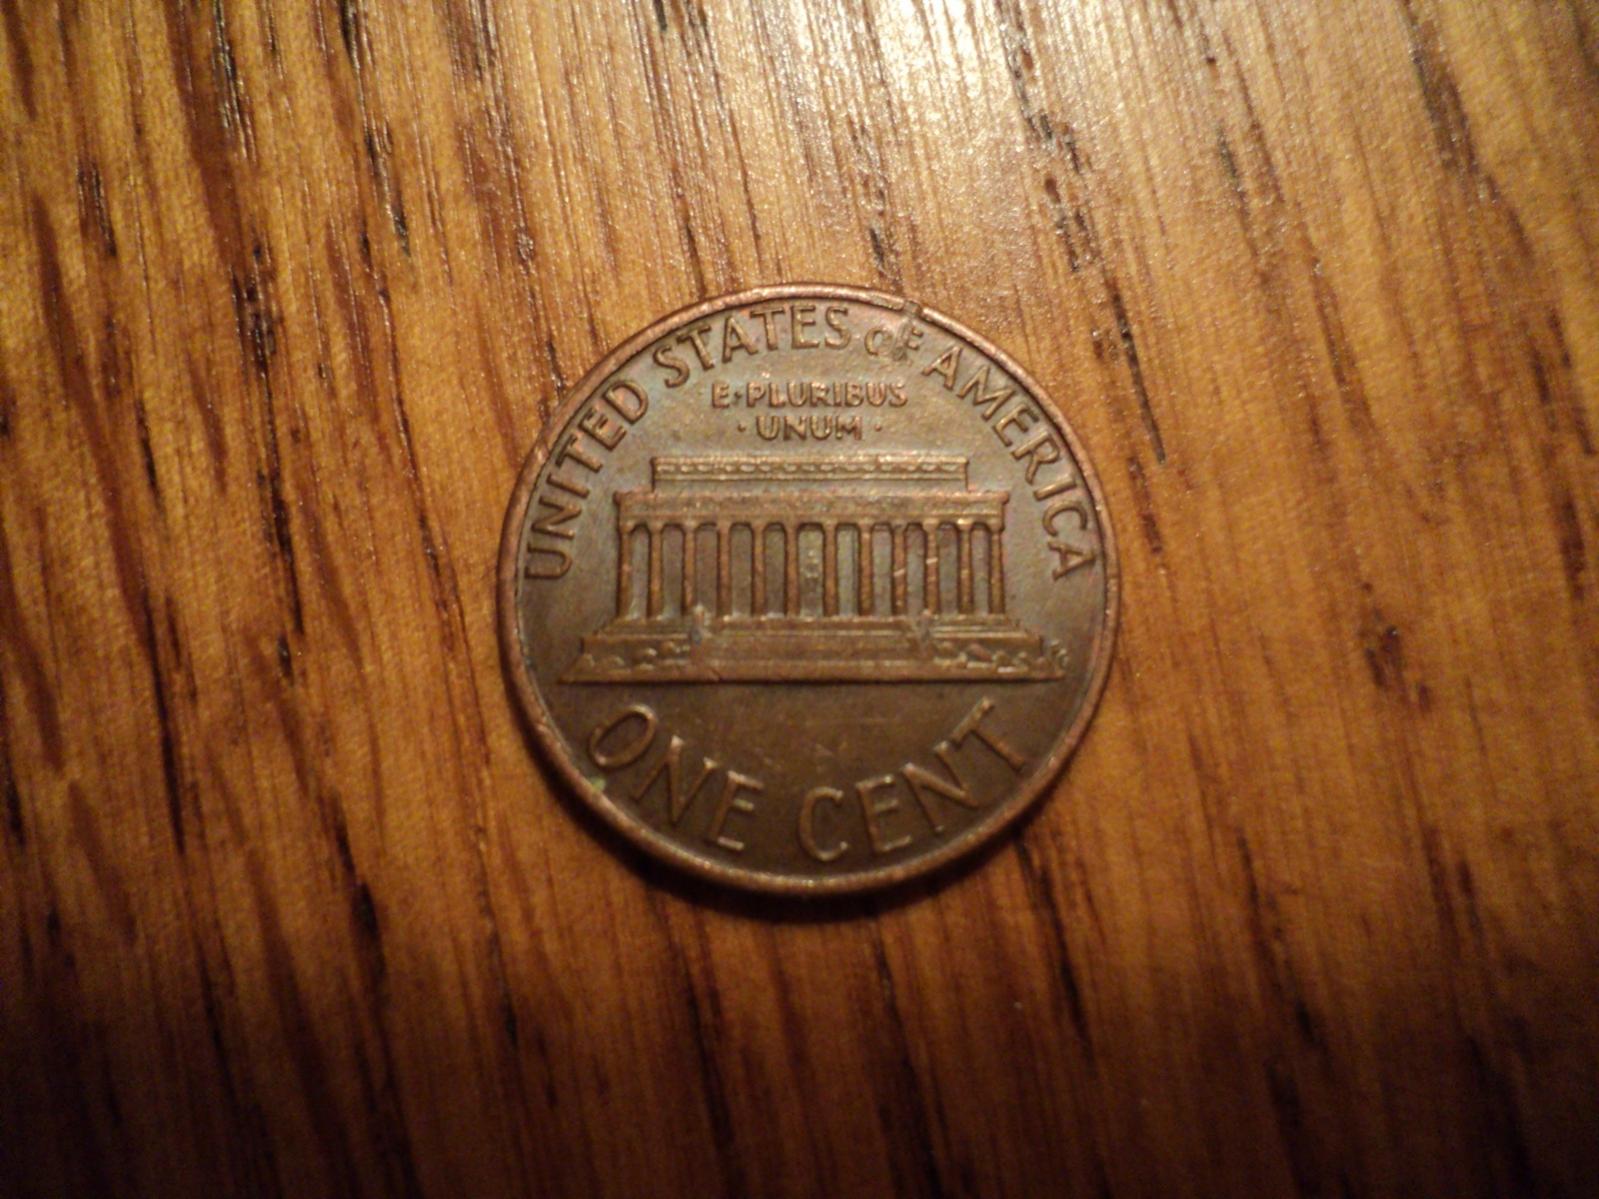 UNITED STATES OF AMERICA
E·PLURIBUS
·UNUM·
ONE CENT